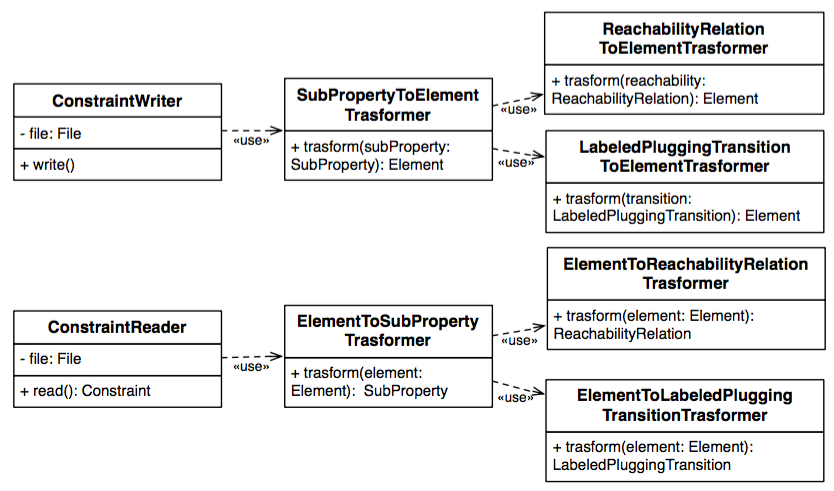 ConstraintWriter
- file: File
+ write()
«use»
SubPropertyToElement
Trasformer
+ trasform(subProperty:
SubProperty): Element
«use»
ReachabilityRelation
ToElementTrasformer
+ trasform(reachability:
ReachabilityRelation): Element
«use»
LabeledPluggingTransition
ToElementTrasformer
+ trasform(transition:
LabeledPluggingTransition): Element
ConstraintReader
- file: File
+ read(): Constraint
«use»
ElementToSubProperty
Trasformer
+ trasform(element:
Element):  SubProperty
«use»
ElementToReachabilityRelation
Trasformer
+ trasform(element: Element):
ReachabilityRelation
«use»
ElementToLabeledPlugging
TransitionTrasformer
+ trasform(element: Element):
LabeledPluggingTransition